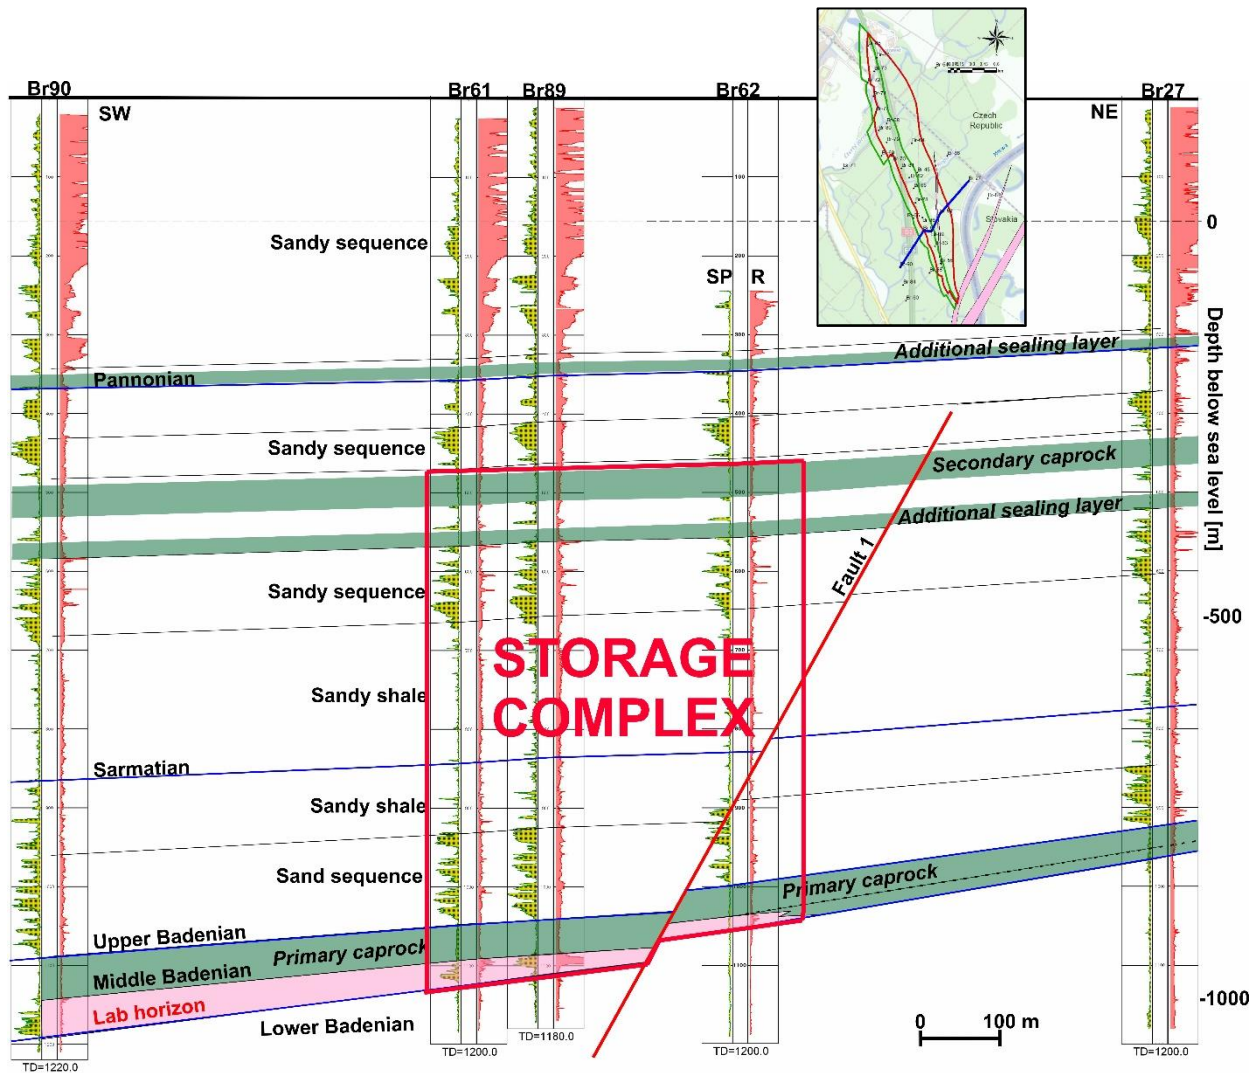 Br90
Br61
Br89
Br62
Br27
SW
NE
Czech
Republic
Slovakia
Sandy sequence
0
SP
R
Depth below sea level [m]
Additional sealing layer
Pannonian
Sandy sequence
Secondary caprock
Additional sealing layer
Fault 1
Sandy sequence
-500
STORAGE
COMPLEX
Sandy shale
Sarmatian
Sandy shale
Sand sequence
Primary caprock
Upper Badenian
Primary caprock
Middle Badenian
Lab horizon
Lower Badenian
-1000
0 100 m
TD=1220.0
TD=1200.0
TD=1180.0
TD=1200.0
TD=1200.0